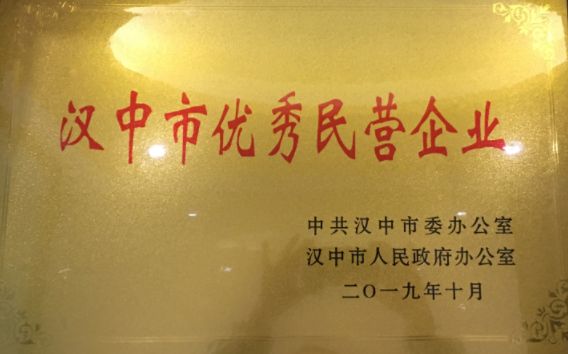 汉中市优秀民营企业
中共汉中市委办公室
汉中市人民政府办公室
二〇一九年十月